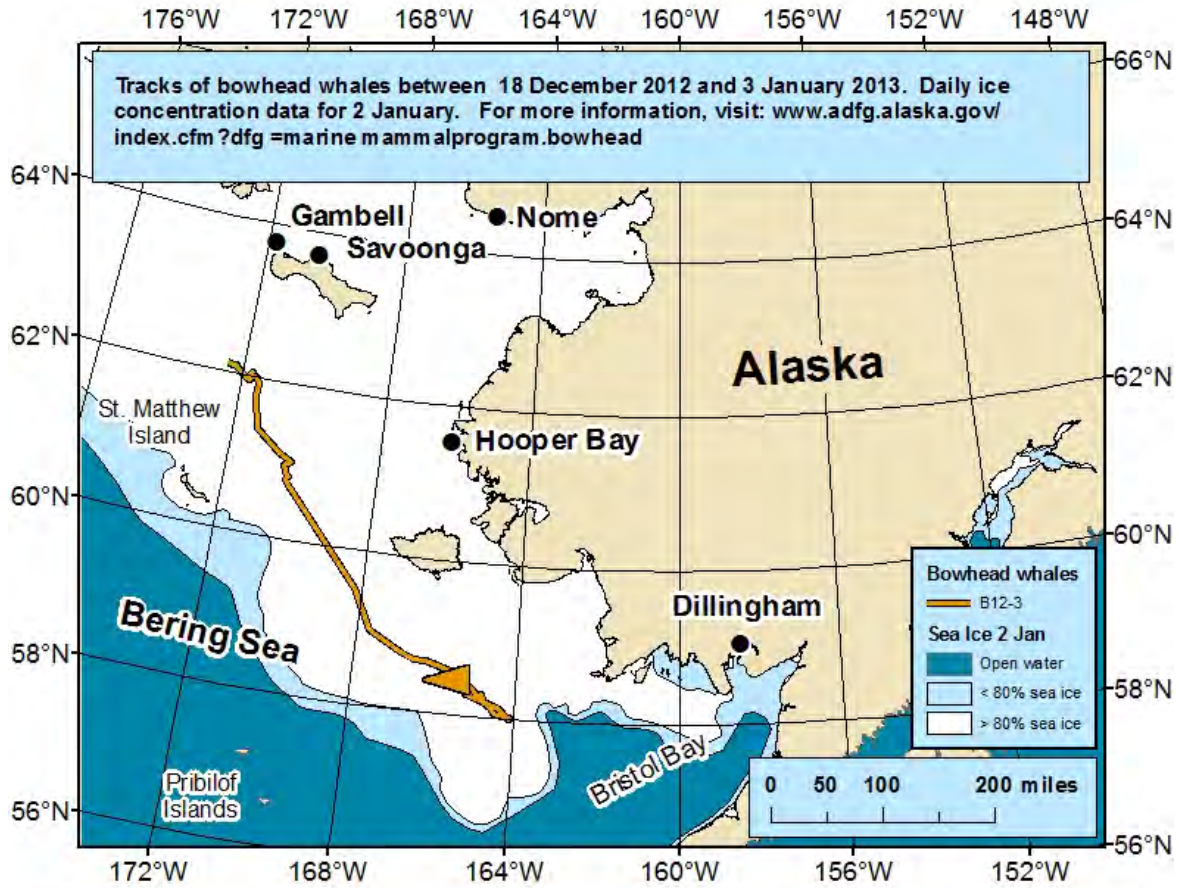 176°W 172°W 168°W 164°W 160°W 156°W 152°W 148°W
66°N
Tracks of bowhead whales between 18 December 2012 and 3 January 2013. Daily ice
concentration data for 2 January. For more information, visit: www.adfg.alaska.gov/
index.cfm?dfg =marinemammalprogram.bowhead
64°N
64°N
Gambell
Nome
Savoonga
62°N
62°N
Alaska
St. Matthew
Island
Hooper Bay
60°N
60°N
Bowhead whales
B12-3
Sea Ice 2 Jan
Open water
< 80% sea ice
> 80% sea ice
Dillingham
Bering Sea
58°N
58°N
Bristol Bay
Pribilof
Islands
0 50 100 200 miles
56°N
56°N
172°W 168°W 164°W 160°W 156°W 152°W